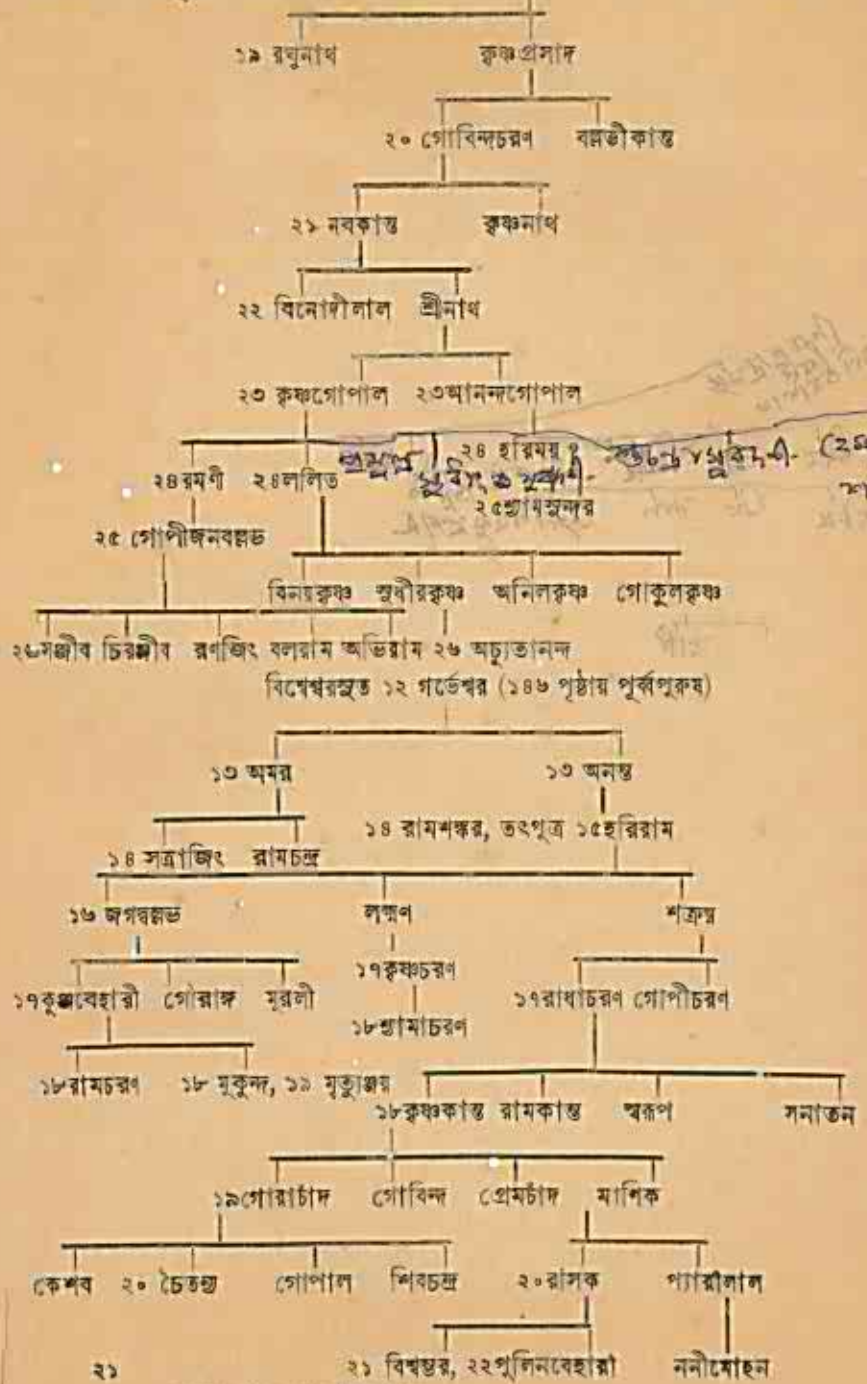 ১৯ রঘুনাথ কৃষ্ণপ্রসাদ
২০ গোবিন্দচরণ বল্লভীকান্ত
২১ নবকান্ত কৃষ্ণনাথ
২২ বিনোদীলাল শ্রীনাথ
২৩ কৃষ্ণগোপাল ২৩আনন্দগোপাল
২৪রমণী ২৪ললিত ২৪ হরিময়
২৫শ্যামসুন্দর
২৫ গোপীজনবল্লভ
বিনয়কৃষ্ণ সুধীরকৃষ্ণ অনিলকৃষ্ণ গোকুলকৃষ্ণ
২৬সঞ্জীব চিরঞ্জীব রণজিৎ বলরাম অভিরাম ২৬ অচ্যুতানন্দ
বিশ্বেশ্বরসুত ১২ গর্ভেশ্বর (১৪৬ পৃষ্ঠায় পূর্ব্বপুরুষ)
১৩ অমর ১৩ অনন্ত
১৪ রামশঙ্কর, তৎপুত্র ১৫হরিরাম
১৪ সত্রাজিৎ রামচন্দ্র
১৬ জগদ্বল্লভ লক্ষ্মণ শত্রুঘ্ন
১৭কৃষ্ণচরণ
১৭কুঞ্জবেহারী গৌরাঙ্গ মুরলী ১৭রাধাচরণ গোপীচরণ
১৮শ্যামাচরণ
১৮রামচরণ ১৮ মুকুন্দ, ১৯ মৃত্যুঞ্জয়
১৮কৃষ্ণকান্ত রামকান্ত স্বরূপ সনাতন
১৯গোরাচাঁদ গোবিন্দ প্রেমচাঁদ মাণিক
কেশব ২০ চৈতন্য গোপাল শিবচন্দ্র ২০রসিক প্যারীলাল
২১ ২১ বিশ্বম্ভর, ২২পুলিনবেহারী ননীমোহন